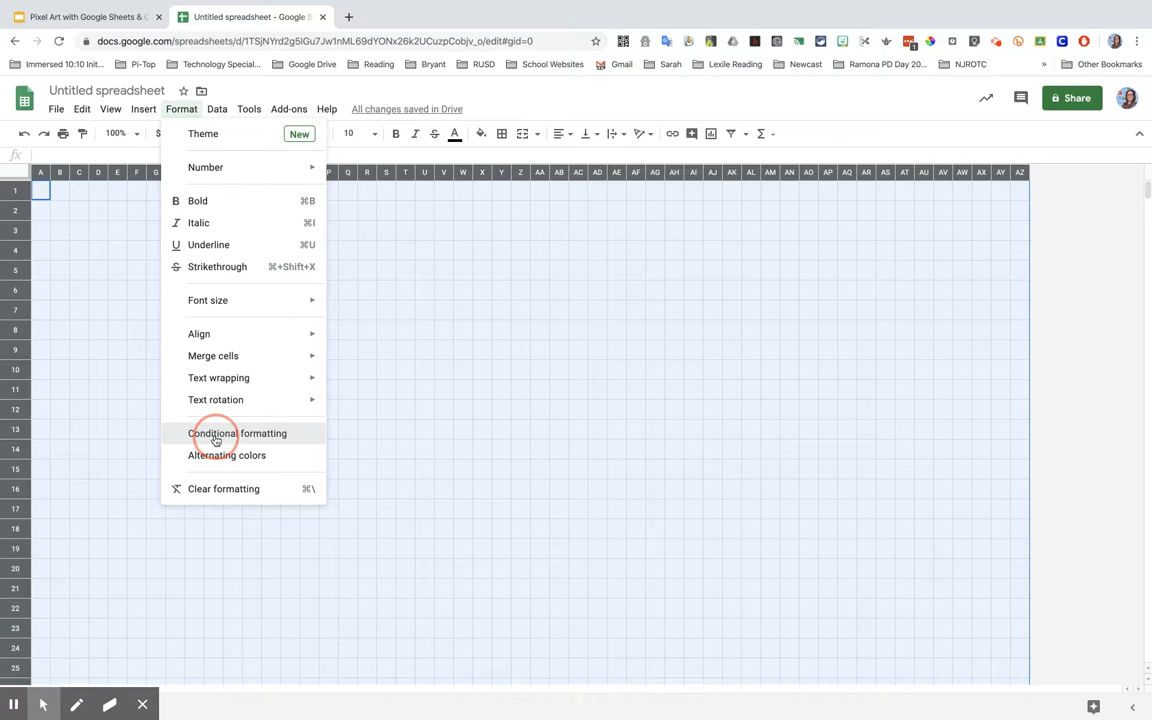 Pixel Art with Google Sheets & C
Untitled spreadsheet - Google S
docs.google.com/spreadsheets/d/1TSjNYrd2g5lGu7Jw1nML69dYONx26k2UCuzpCobjv_o/edit#gid=0
Immersed 10:10 Init...
Pi-Top
Technology Special...
Google Drive
Reading
Bryant
RUSD
School Websites
Gmail
Sarah
Lexile Reading
Newcast
Ramona PD Day 20...
NJROTC
»
Other Bookmarks
Untitled spreadsheet
File Edit View Insert Format Data Tools Add-ons Help All changes saved in Drive
Share
100% $ 10 B I S A Σ
fx
A B C D E F G P Q R S T U V W X Y Z AA AB AC AD AE AF AG AH AI AJ AK AL AM AN AO AP AQ AR AS AT AU AV AW AX AY AZ
Theme New
Number
B Bold ⌘B
I Italic ⌘I
U Underline ⌘U
S Strikethrough ⌘+Shift+X
Font size
Align
Merge cells
Text wrapping
Text rotation
Conditional formatting
Alternating colors
Clear formatting ⌘\
1
2
3
4
5
6
7
8
9
10
11
12
13
14
15
16
17
18
19
20
21
22
23
24
25